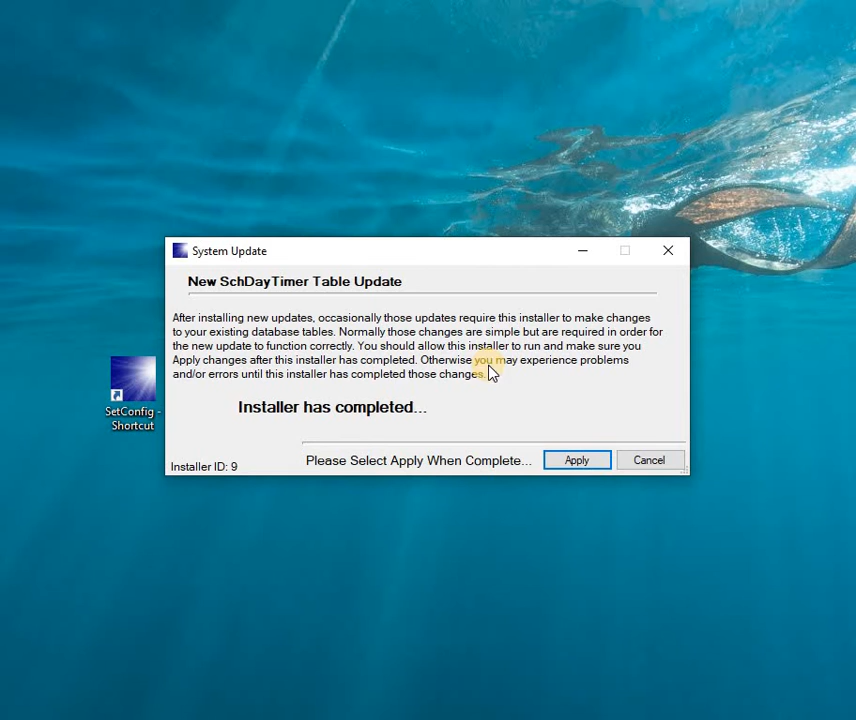 System Update
New SchDayTimer Table Update
After installing new updates, occasionally those updates require this installer to make changes
to your existing database tables. Normally those changes are simple but are required in order for
the new update to function correctly. You should allow this installer to run and make sure you
Apply changes after this installer has completed. Otherwise you may experience problems
and/or errors until this installer has completed those changes.
Installer has completed...
Please Select Apply When Complete...
Apply
Cancel
Installer ID: 9
SetConfig -
Shortcut